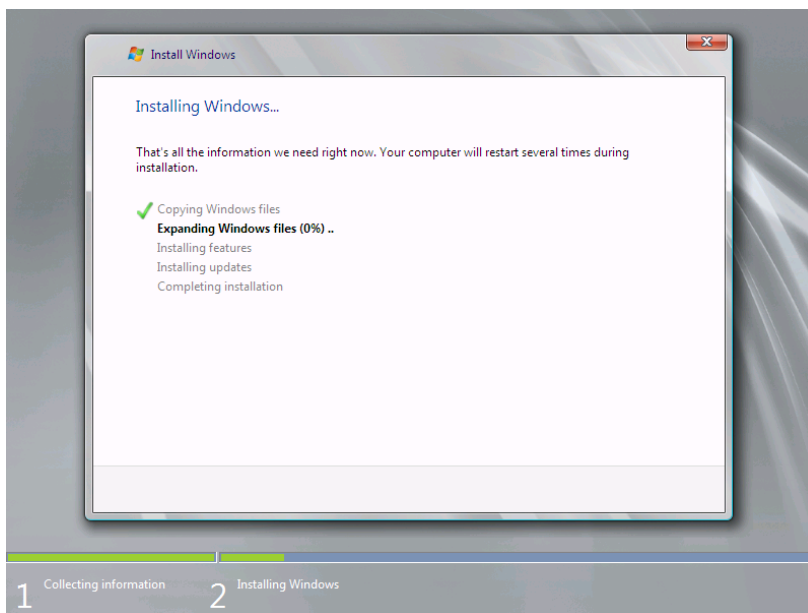 Install Windows
Installing Windows...
That's all the information we need right now. Your computer will restart several times during
installation.
Copying Windows files
Expanding Windows files (0%) ..
Installing features
Installing updates
Completing installation
1 Collecting information 2 Installing Windows